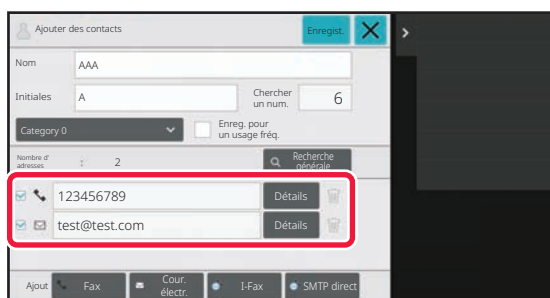 Ajouter des contacts Enregist.
Nom AAA
Initiales A Chercher un num. 6
Category 0 Enreg. pour un usage fréq.
Nombre d' adresses : 2 Recherche générale
123456789 Détails
test@test.com Détails
Ajout Fax Cour. électr. I-Fax SMTP direct